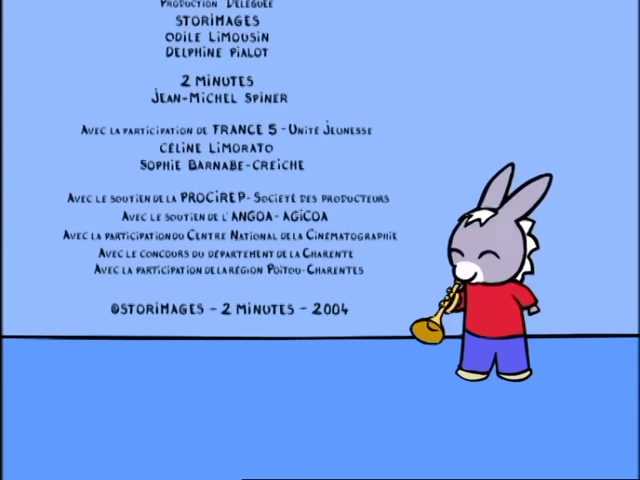 PRODUCTION DÉLÉGUÉE
STORIMAGES
ODILE LIMOUSIN
DELPHINE PIALOT
2 MINUTES
JEAN-MICHEL SPINER
AVEC LA PARTICIPATION DE FRANCE 5 - UNITÉ JEUNESSE
CÉLINE LIMORATO
SOPHIE BARNABE-CREICHE
AVEC LE SOUTIEN DE LA PROCIREP - SOCIÉTÉ DES PRODUCTEURS
AVEC LE SOUTIEN DE L'ANGOA - AGICOA
AVEC LA PARTICIPATION DU CENTRE NATIONAL DE LA CINÉMATOGRAPHIE
AVEC LE CONCOURS DU DÉPARTEMENT DE LA CHARENTE
AVEC LA PARTICIPATION DE LA RÉGION POITOU-CHARENTES
©STORIMAGES - 2 MINUTES - 2004